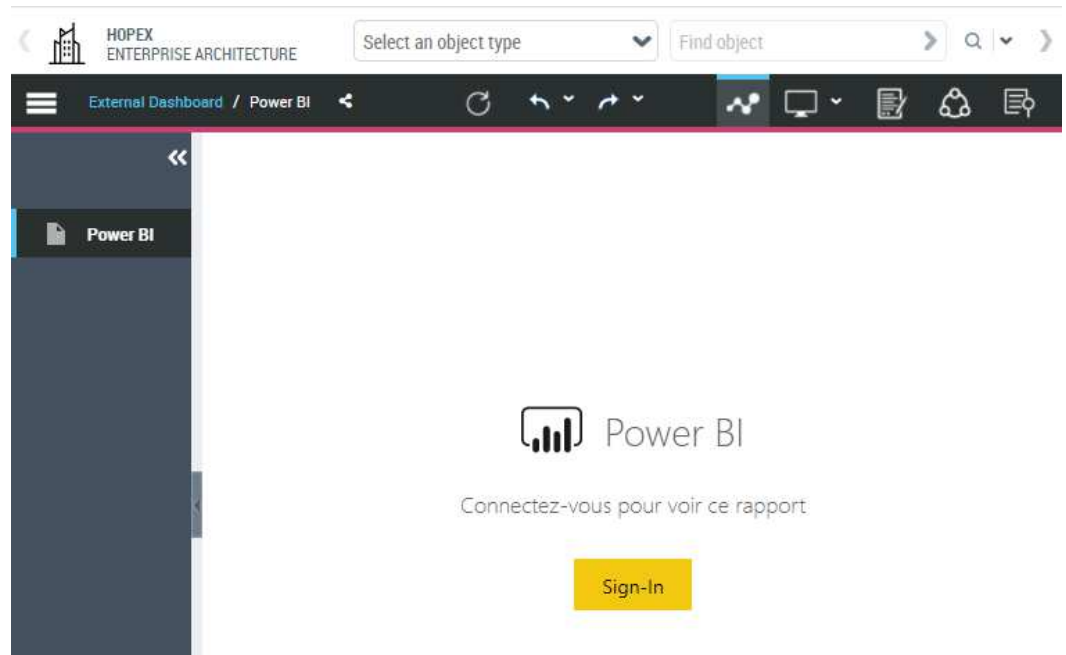 HOPEX
ENTERPRISE ARCHITECTURE
Select an object type
Find object
External Dashboard / Power BI
Power BI
Power BI
Connectez-vous pour voir ce rapport
Sign-In